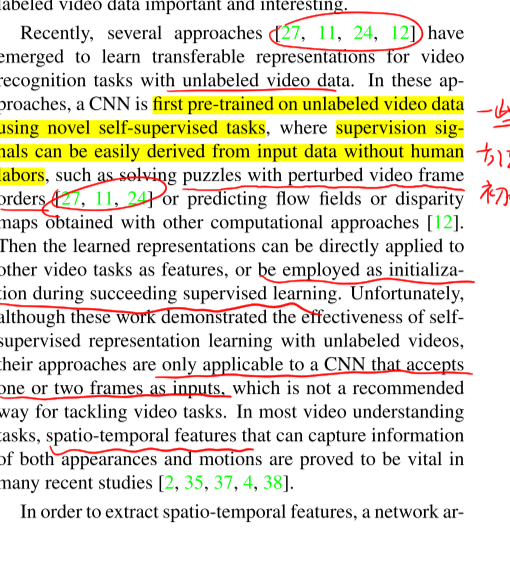 labeled video data important and interesting.
Recently, several approaches [27, 11, 24, 12] have
emerged to learn transferable representations for video
recognition tasks with unlabeled video data. In these ap-
proaches, a CNN is first pre-trained on unlabeled video data
using novel self-supervised tasks, where supervision sig-
nals can be easily derived from input data without human
labors, such as solving puzzles with perturbed video frame
orders [27, 11, 24] or predicting flow fields or disparity
maps obtained with other computational approaches [12].
Then the learned representations can be directly applied to
other video tasks as features, or be employed as initializa-
tion during succeeding supervised learning. Unfortunately,
although these work demonstrated the effectiveness of self-
supervised representation learning with unlabeled videos,
their approaches are only applicable to a CNN that accepts
one or two frames as inputs, which is not a recommended
way for tackling video tasks. In most video understanding
tasks, spatio-temporal features that can capture information
of both appearances and motions are proved to be vital in
many recent studies [2, 35, 37, 4, 38].
In order to extract spatio-temporal features, a network ar-
一些